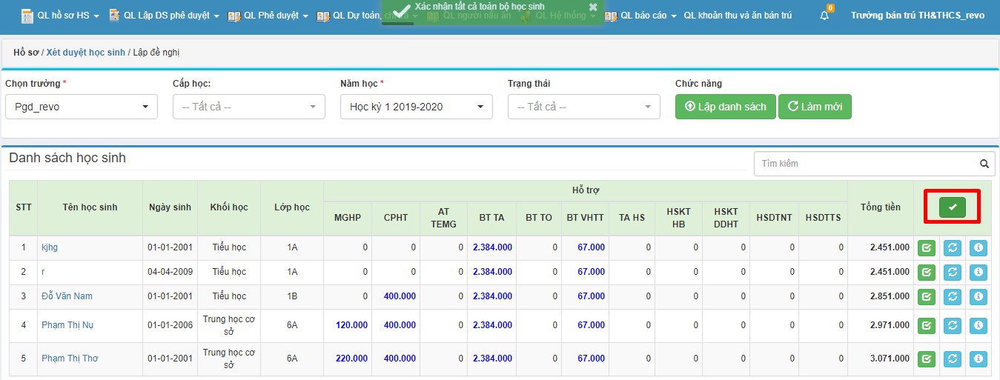 Xác nhận tất cả toàn bộ học sinh
QL hồ sơ HS QL Lập DS phê duyệt QL Phê duyệt QL Dự toán, QL người nấu ăn QL Hệ thống QL báo cáo QL khoản thu và ăn bán trú 0 Trường bán trú TH&THCS_revo
Hồ sơ / Xét duyệt học sinh / Lập đề nghị
Chọn trường * Cấp học: Năm học * Trạng thái Chức năng
Pgd_revo -- Tất cả -- Học kỳ 1 2019-2020 -- Tất cả -- Lập danh sách Làm mới
Danh sách học sinh
Tìm kiếm
STT Tên học sinh Ngày sinh Khối học Lớp học Hỗ trợ Tổng tiền
MGHP CPHT AT TEMG BT TA BT TO BT VHTT TA HS HSKT HB HSKT DDHT HSDTNT HSDTTS
1 kjhg 01-01-2001 Tiểu học 1A 0 0 0 2.384.000 0 67.000 0 0 0 0 0 2.451.000
2 r 04-04-2009 Tiểu học 1A 0 0 0 2.384.000 0 67.000 0 0 0 0 0 2.451.000
3 Đỗ Văn Nam 01-01-2001 Tiểu học 1B 0 400.000 0 2.384.000 0 67.000 0 0 0 0 0 2.851.000
4 Phạm Thị Nụ 01-01-2006 Trung học cơ sở 6A 120.000 400.000 0 2.384.000 0 67.000 0 0 0 0 0 2.971.000
5 Phạm Thị Thơ 01-01-2001 Trung học cơ sở 6A 220.000 400.000 0 2.384.000 0 67.000 0 0 0 0 0 3.071.000